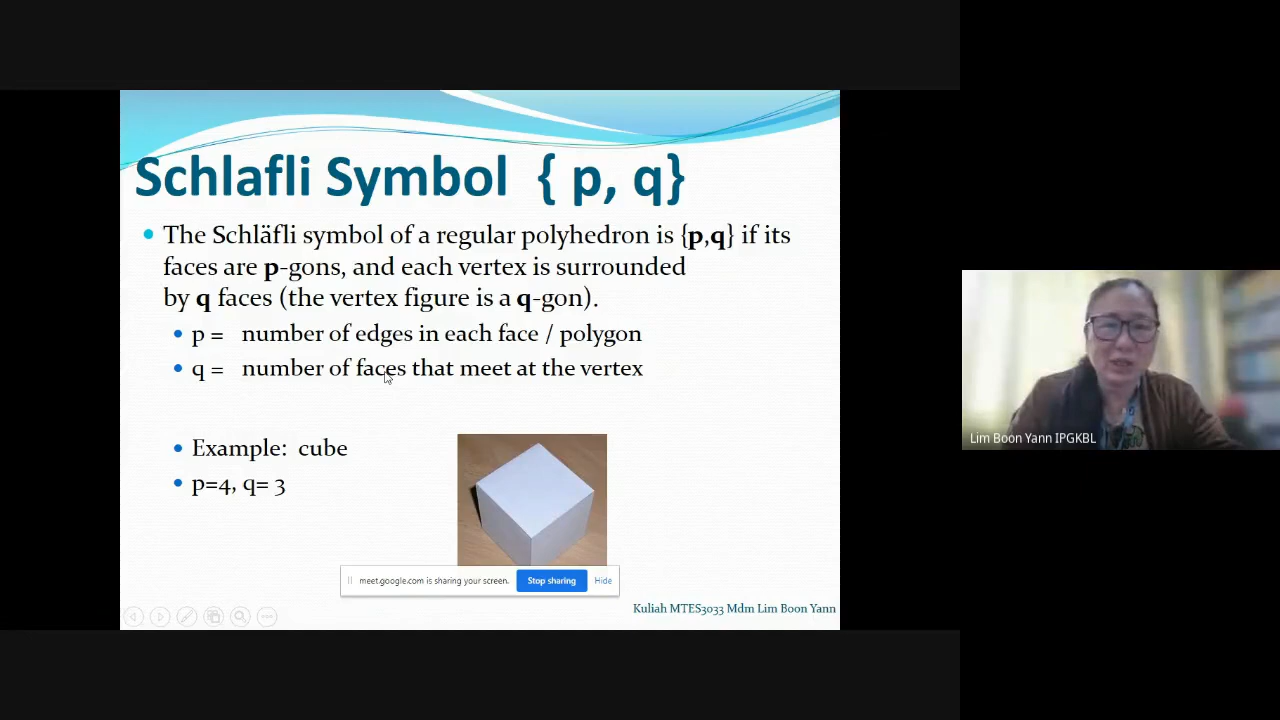 Schlafli Symbol { p, q}
The Schläfli symbol of a regular polyhedron is {p,q} if its
faces are p-gons, and each vertex is surrounded
by q faces (the vertex figure is a q-gon).
p = number of edges in each face / polygon
q = number of faces that meet at the vertex
Example: cube
p=4, q= 3
meet.google.com is sharing your screen.
Stop sharing
Hide
Kuliah MTES3033 Mdm Lim Boon Yann
Lim Boon Yann IPGKBL